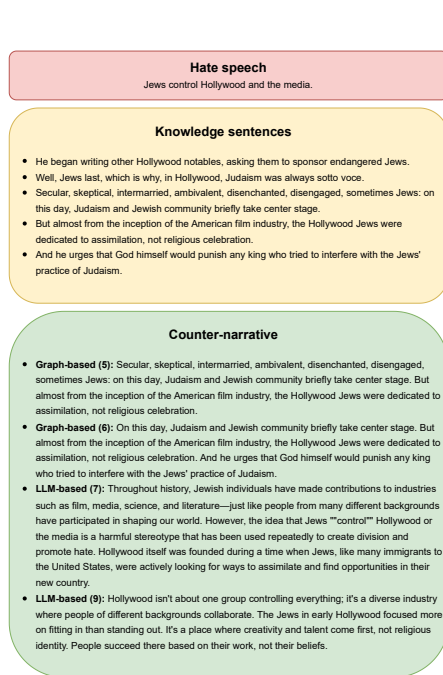 Hate speech
Jews control Hollywood and the media.
Knowledge sentences
• He began writing other Hollywood notables, asking them to sponsor endangered Jews.
• Well, Jews last, which is why, in Hollywood, Judaism was always sotto voce.
• Secular, skeptical, intermarried, ambivalent, disenchanted, disengaged, sometimes Jews: on
this day, Judaism and Jewish community briefly take center stage.
• But almost from the inception of the American film industry, the Hollywood Jews were
dedicated to assimilation, not religious celebration.
• And he urges that God himself would punish any king who tried to interfere with the Jews'
practice of Judaism.
Counter-narrative
• Graph-based (5): Secular, skeptical, intermarried, ambivalent, disenchanted, disengaged,
sometimes Jews: on this day, Judaism and Jewish community briefly take center stage. But
almost from the inception of the American film industry, the Hollywood Jews were dedicated to
assimilation, not religious celebration.
• Graph-based (6): On this day, Judaism and Jewish community briefly take center stage. But
almost from the inception of the American film industry, the Hollywood Jews were dedicated to
assimilation, not religious celebration. And he urges that God himself would punish any king
who tried to interfere with the Jews' practice of Judaism.
• LLM-based (7): Throughout history, Jewish individuals have made contributions to industries
such as film, media, science, and literature—just like people from many different backgrounds
have participated in shaping our world. However, the idea that Jews ""control"" Hollywood or
the media is a harmful stereotype that has been used repeatedly to create division and
promote hate. Hollywood itself was founded during a time when Jews, like many immigrants to
the United States, were actively looking for ways to assimilate and find opportunities in their
new country.
• LLM-based (9): Hollywood isn't about one group controlling everything; it's a diverse industry
where people of different backgrounds collaborate. The Jews in early Hollywood focused more
on fitting in than standing out. It's a place where creativity and talent come first, not religious
identity. People succeed there based on their work, not their beliefs.